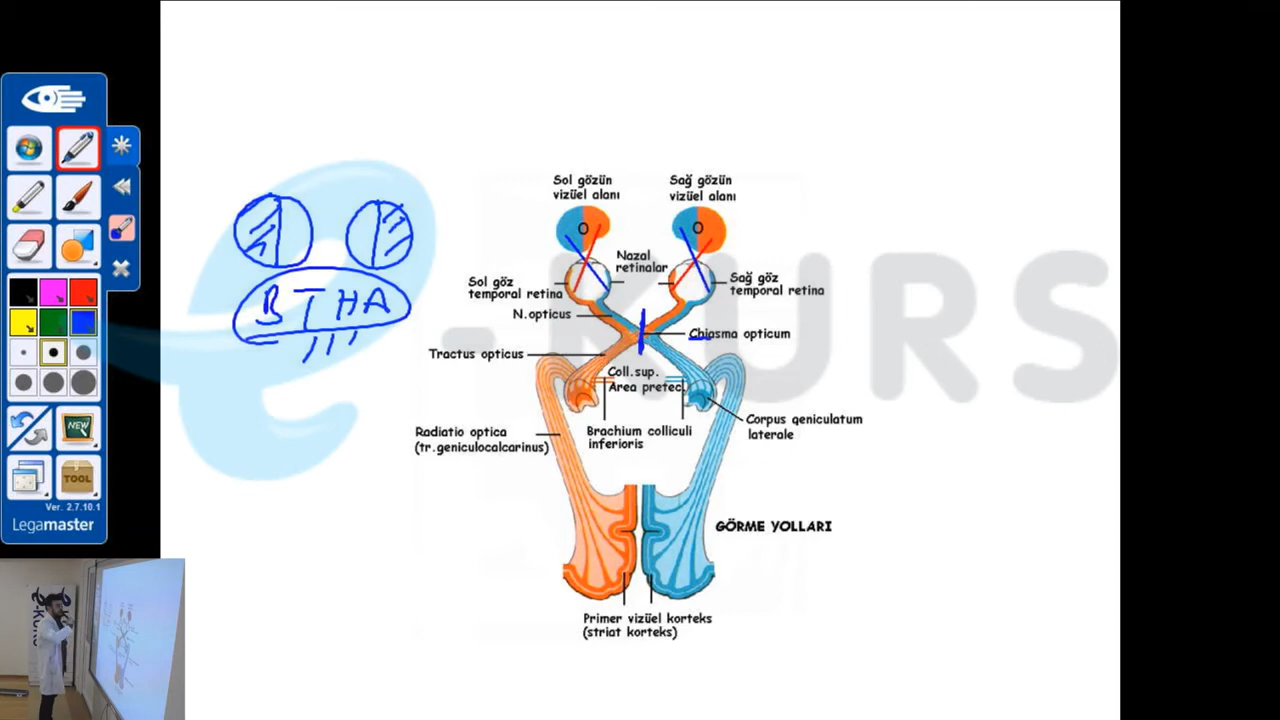 Sol gözün
vizüel alanı
Sağ gözün
vizüel alanı
Nazal
retinalar
Sol göz
temporal retina
Sağ göz
temporal retina
N.opticus
Chiasma opticum
Tractus opticus
Coll.sup.
Area pretec.
Corpus geniculatum
laterale
Radiatio optica
(tr.geniculocalcarinus)
Brachium colliculi
inferioris
GÖRME YOLLARI
Primer vizüel korteks
(striat korteks)
BTHA
e-KURS
NEW
TOOL
Ver. 2.7.10.1
Legamaster
e-KURS